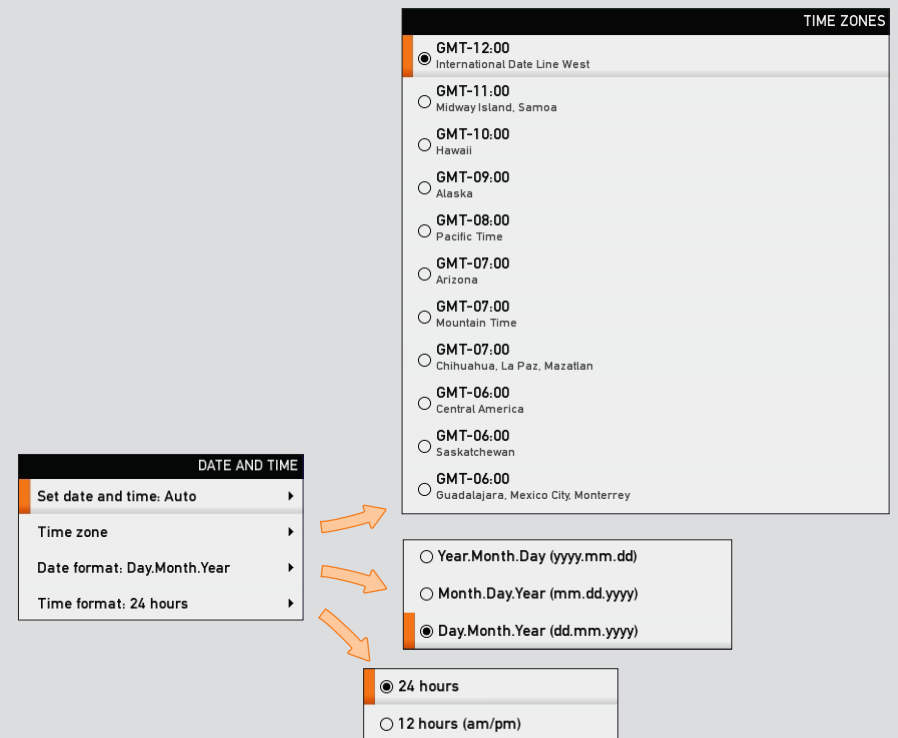 TIME ZONES
GMT-12:00
International Date Line West
GMT-11:00
Midway Island, Samoa
GMT-10:00
Hawaii
GMT-09:00
Alaska
GMT-08:00
Pacific Time
GMT-07:00
Arizona
GMT-07:00
Mountain Time
GMT-07:00
Chihuahua, La Paz, Mazatlan
GMT-06:00
Central America
GMT-06:00
Saskatchewan
GMT-06:00
Guadalajara, Mexico City, Monterrey
DATE AND TIME
Set date and time: Auto
Time zone
Date format: Day.Month.Year
Time format: 24 hours
Year.Month.Day (yyyy.mm.dd)
Month.Day.Year (mm.dd.yyyy)
Day.Month.Year (dd.mm.yyyy)
24 hours
12 hours (am/pm)